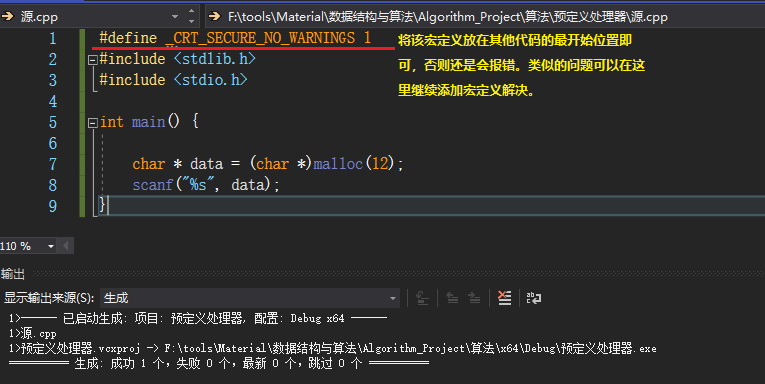 源.cpp
F:\tools\Material\数据结构与算法\Algorithm_Project\算法\预定义处理器\源.cpp
1 #define _CRT_SECURE_NO_WARNINGS 1
将该宏定义放在其他代码的最开始位置即
2 #include <stdlib.h>
可，否则还是会报错。类似的问题可以在这
3 #include <stdio.h>
里继续添加宏定义解决。
4
5 int main() {
6
7 char * data = (char *)malloc(12);
8 scanf("%s", data);
9 }
110 %
输出
显示输出来源(S): 生成
1>------ 已启动生成: 项目: 预定义处理器, 配置: Debug x64 ------
1>源.cpp
1>预定义处理器.vcxproj -> F:\tools\Material\数据结构与算法\Algorithm_Project\算法\x64\Debug\预定义处理器.exe
========== 生成: 成功 1 个，失败 0 个，最新 0 个，跳过 0 个 ==========